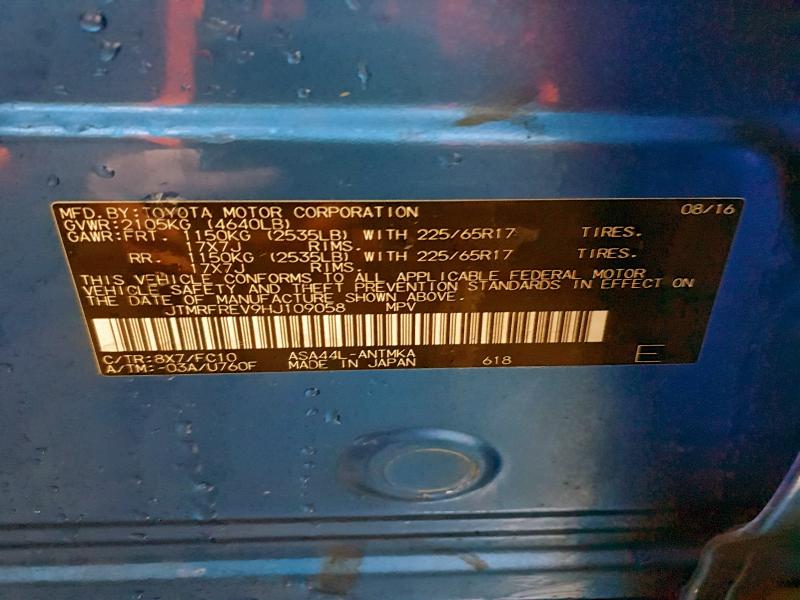 MFD. BY: TOYOTA MOTOR CORPORATION 08/16
GVWR: 2105KG (4640LB)
GAWR: FRT. 1150KG (2535LB) WITH 225/65R17 TIRES.
17X7J RIMS.
RR. 1150KG (2535LB) WITH 225/65R17 TIRES.
17X7J RIMS.
THIS VEHICLE CONFORMS TO ALL APPLICABLE FEDERAL MOTOR
VEHICLE SAFETY AND THEFT PREVENTION STANDARDS IN EFFECT ON
THE DATE OF MANUFACTURE SHOWN ABOVE.
JTMRFREV9HJ109058 MPV
C/TR: 8X7/FC10 ASA44L-ANTMKA 618 E
A/TM: -03A/U760F MADE IN JAPAN